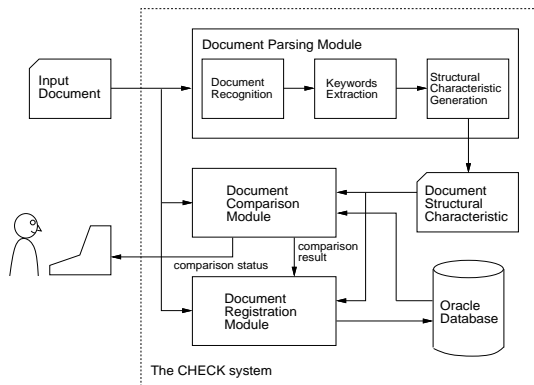 Document Parsing Module
Input
Document
Document
Recognition
Keywords
Extraction
Structural
Characteristic
Generation
Document
Comparison
Module
Document
Structural
Characteristic
comparison status
comparison
result
Document
Registration
Module
Oracle
Database
The CHECK system